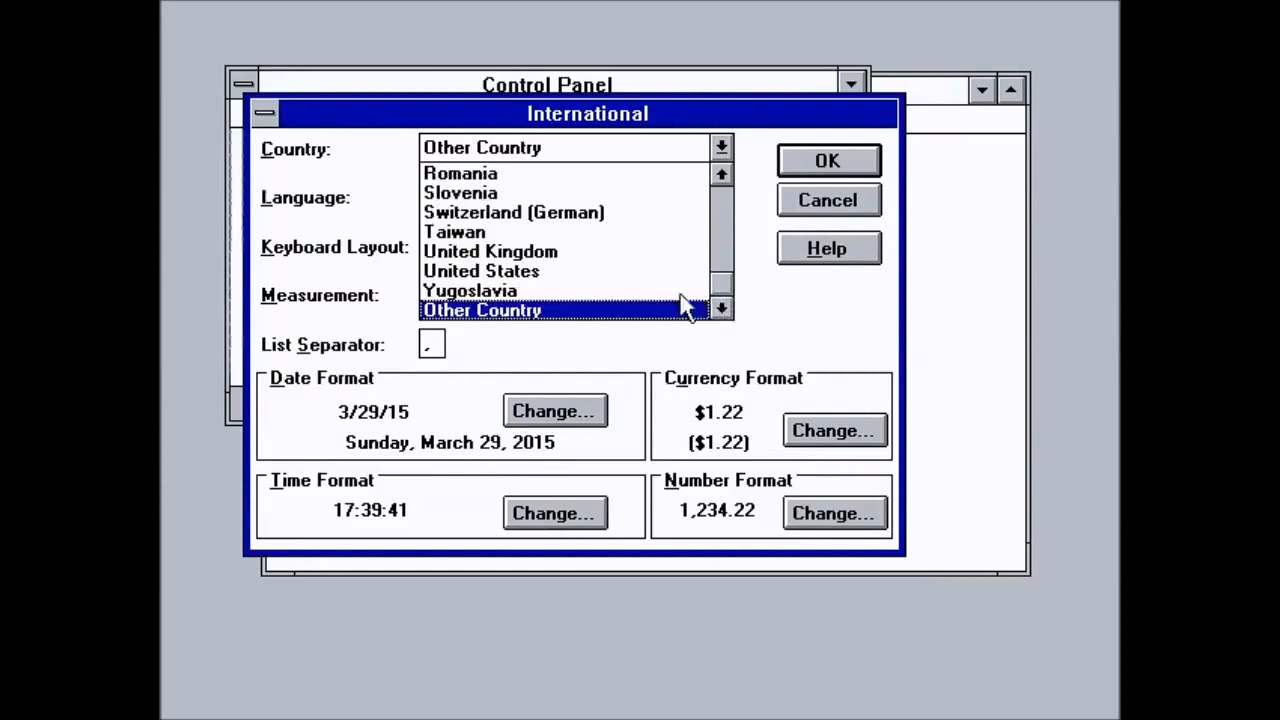 Control Panel
International
Country:
Other Country
Romania
Slovenia
Switzerland (German)
Taiwan
United Kingdom
United States
Yugoslavia
Other Country
Language:
Keyboard Layout:
Measurement:
List Separator:
,
OK
Cancel
Help
Date Format
3/29/15
Change...
Sunday, March 29, 2015
Currency Format
$1.22
($1.22)
Change...
Time Format
17:39:41
Change...
Number Format
1,234.22
Change...